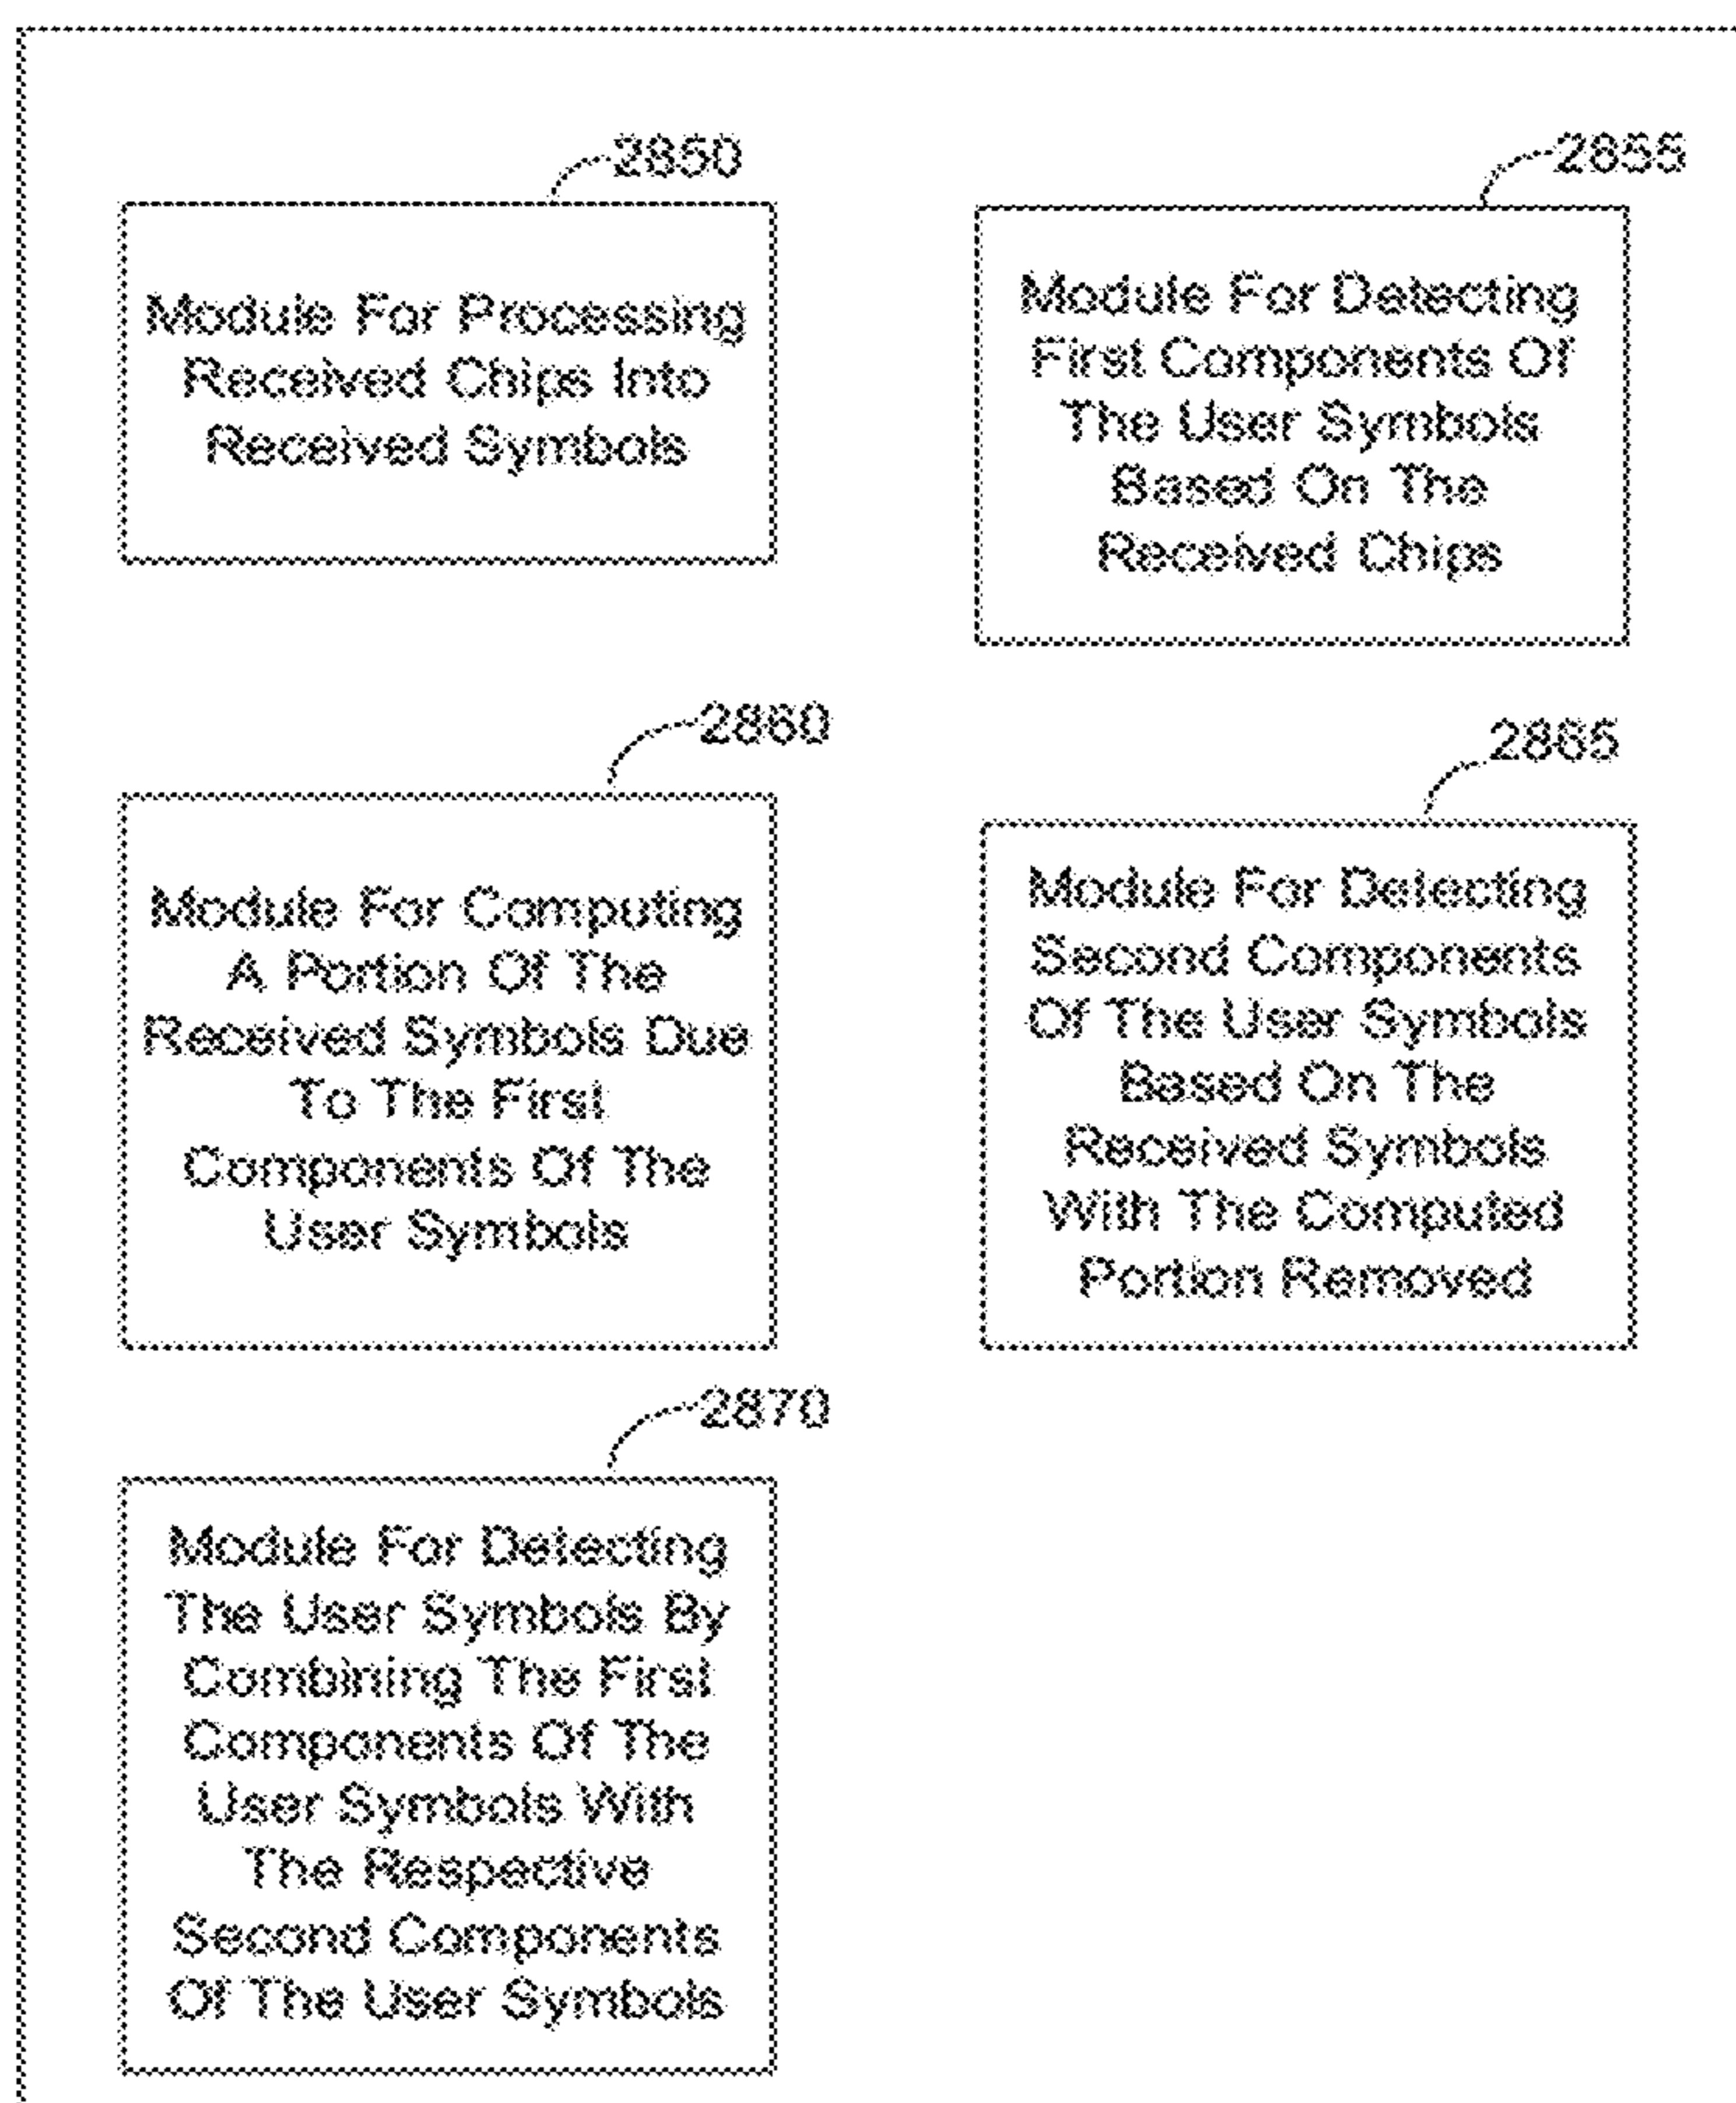 2850
Module For Processing
Received Chips Into
Received Symbols
2855
Module For Detecting
First Components Of
The User Symbols
Based On The
Received Chips
2860
Module For Computing
A Portion Of The
Received Symbols Due
To The First
Components Of The
User Symbols
2865
Module For Detecting
Second Components
Of The User Symbols
Based On The
Received Symbols
With The Computed
Portion Removed
2870
Module For Detecting
The User Symbols By
Combining The First
Components Of The
User Symbols With
The Respective
Second Components
Of The User Symbols